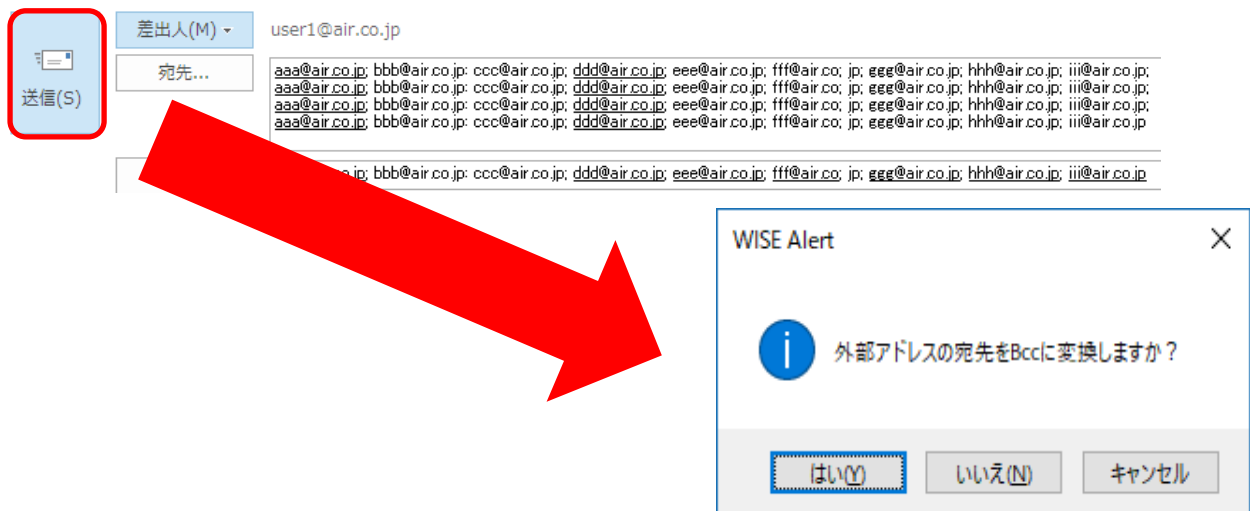 差出人(M)
user1@air.co.jp
送信(S)
宛先...
aaa@air.co.jp; bbb@air.co.jp: ccc@air.co.jp; ddd@air.co.jp; eee@air.co.jp; fff@air.co; jp; ggg@air.co.jp; hhh@air.co.jp; iii@air.co.jp;
aaa@air.co.jp; bbb@air.co.jp: ccc@air.co.jp; ddd@air.co.jp; eee@air.co.jp; fff@air.co; jp; ggg@air.co.jp; hhh@air.co.jp; iii@air.co.jp;
aaa@air.co.jp; bbb@air.co.jp: ccc@air.co.jp; ddd@air.co.jp; eee@air.co.jp; fff@air.co; jp; ggg@air.co.jp; hhh@air.co.jp; iii@air.co.jp;
aaa@air.co.jp; bbb@air.co.jp: ccc@air.co.jp; ddd@air.co.jp; eee@air.co.jp; fff@air.co; jp; ggg@air.co.jp; hhh@air.co.jp; iii@air.co.jp
bbb@air.co.jp: ccc@air.co.jp; ddd@air.co.jp; eee@air.co.jp; fff@air.co; jp; ggg@air.co.jp; hhh@air.co.jp; iii@air.co.jp
WISE Alert
外部アドレスの宛先をBccに変換しますか？
はい(Y)
いいえ(N)
キャンセル